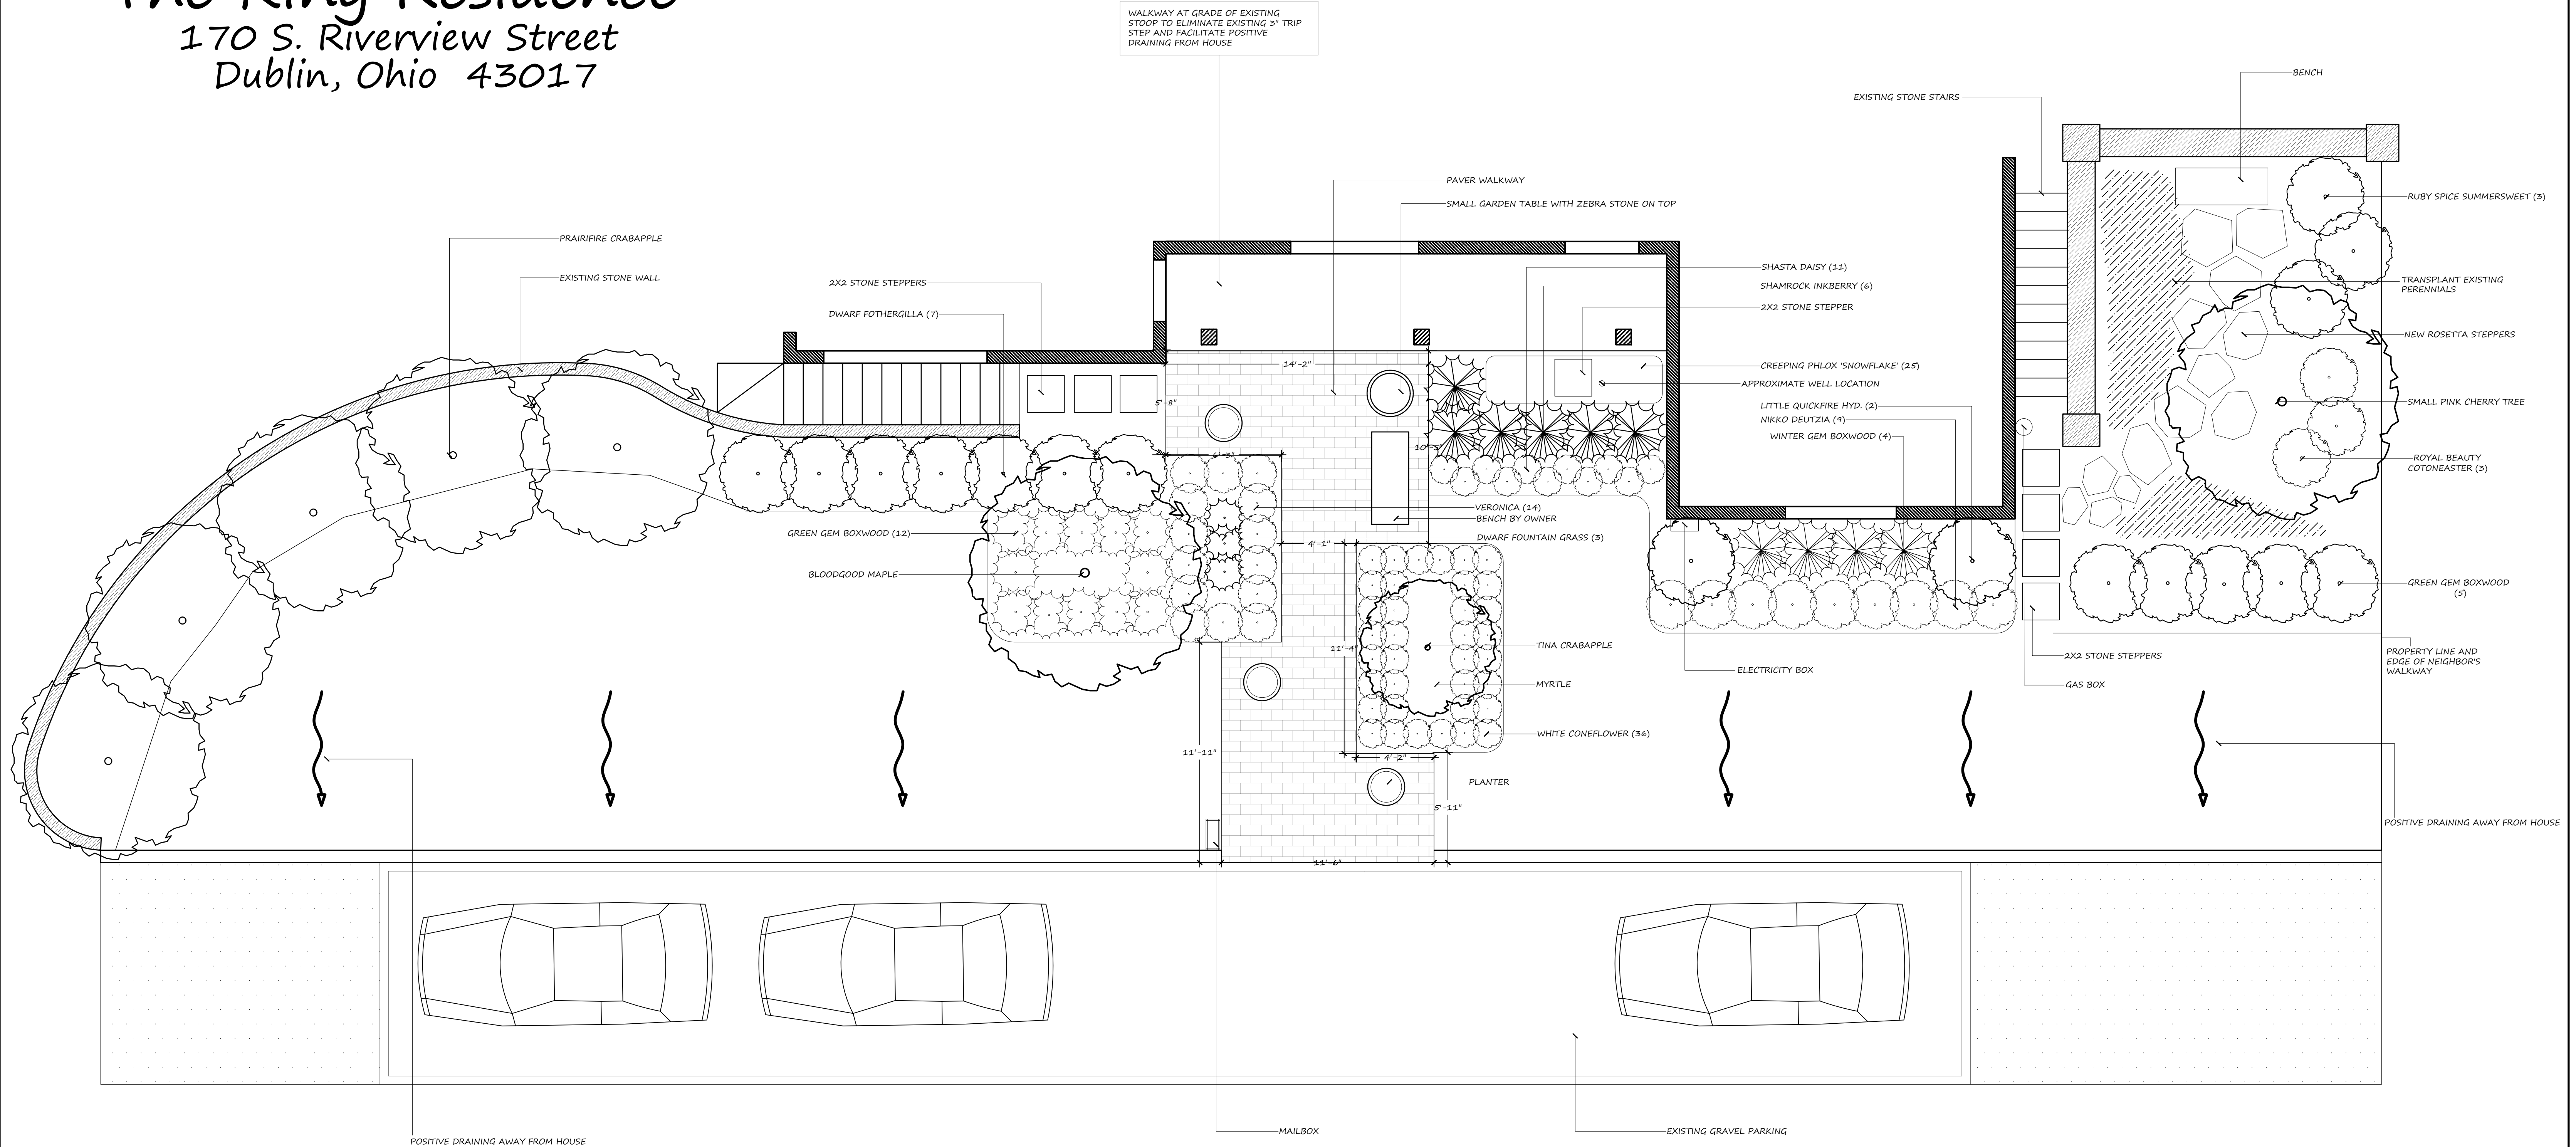 The King Residence
170 S. Riverview Street
Dublin, Ohio 43017
WALKWAY AT GRADE OF EXISTING
STOOP TO ELIMINATE EXISTING 3" TRIP
STEP AND FACILITATE POSITIVE
DRAINING FROM HOUSE
BENCH
EXISTING STONE STAIRS
PAVER WALKWAY
SMALL GARDEN TABLE WITH ZEBRA STONE ON TOP
RUBY SPICE SUMMERSWEET (3)
PRAIRIFIRE CRABAPPLE
EXISTING STONE WALL
2X2 STONE STEPPERS
DWARF FOTHERGILLA (7)
SHASTA DAISY (11)
SHAMROCK INKBERRY (6)
2X2 STONE STEPPER
TRANSPLANT EXISTING
PERENNIALS
NEW ROSETTA STEPPERS
14'-2"
CREEPING PHLOX 'SNOWFLAKE' (25)
APPROXIMATE WELL LOCATION
5'-8"
LITTLE QUICKFIRE HYD. (2)
NIKKO DEUTZIA (9)
WINTER GEM BOXWOOD (4)
SMALL PINK CHERRY TREE
6'-3"
ROYAL BEAUTY
COTONEASTER (3)
VERONICA (14)
BENCH BY OWNER
GREEN GEM BOXWOOD (12)
DWARF FOUNTAIN GRASS (3)
4'-1"
BLOODGOOD MAPLE
GREEN GEM BOXWOOD
(5)
11'-4"
TINA CRABAPPLE
2X2 STONE STEPPERS
PROPERTY LINE AND
EDGE OF NEIGHBOR'S
WALKWAY
ELECTRICITY BOX
MYRTLE
GAS BOX
WHITE CONEFLOWER (36)
11'-11"
4'-2"
PLANTER
5'-11"
POSITIVE DRAINING AWAY FROM HOUSE
11'-6"
MAILBOX
EXISTING GRAVEL PARKING
POSITIVE DRAINING AWAY FROM HOUSE